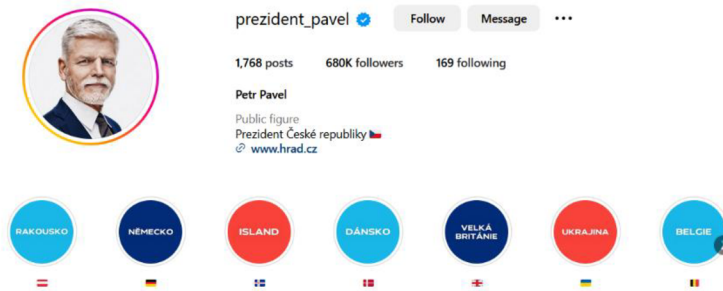 prezident_pavel Follow Message
1,768 posts 680K followers 169 following
Petr Pavel
Public figure
Prezident České republiky
www.hrad.cz
RAKOUSKO
NĚMECKO
ISLAND
DÁNSKO
VELKÁ
BRITÁNIE
UKRAJINA
BELGIE